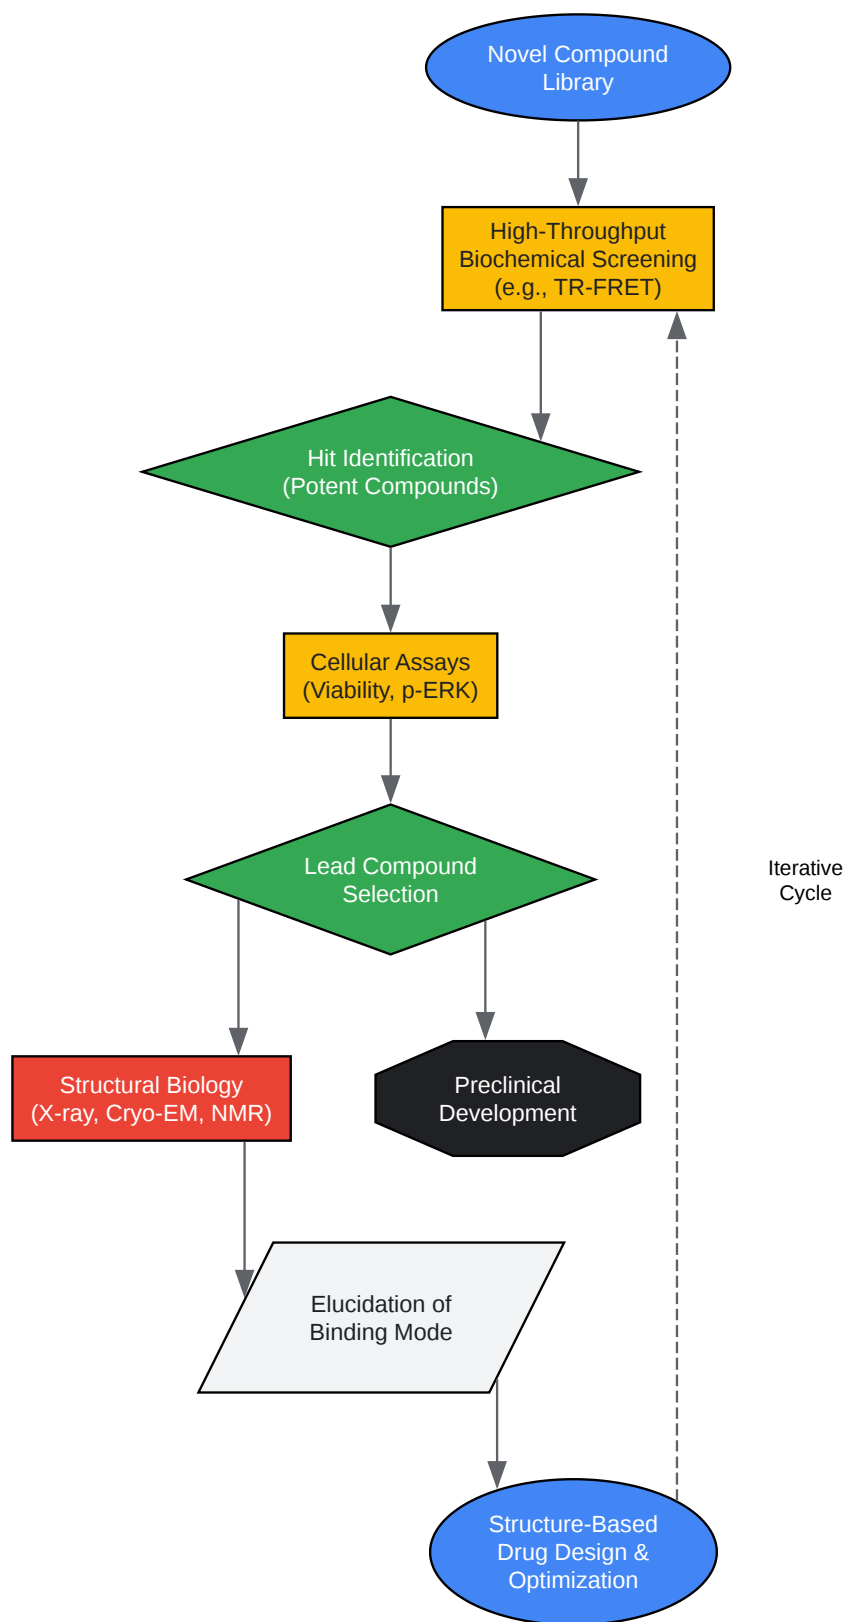 Novel Compound
Library
High-Throughput
Biochemical Screening
(e.g., TR-FRET)
Hit Identification
(Potent Compounds)
Cellular Assays
(Viability, p-ERK)
Lead Compound
Selection
Iterative
Cycle
Structural Biology
(X-ray, Cryo-EM, NMR)
Preclinical
Development
Elucidation of
Binding Mode
Structure-Based
Drug Design &
Optimization